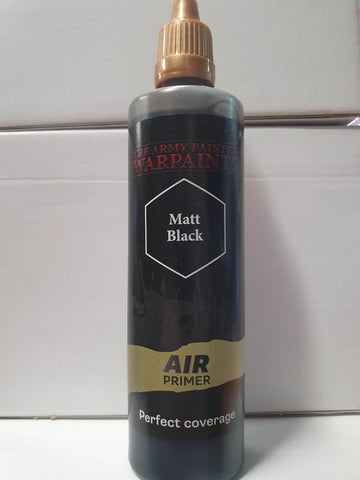 THE ARMY PAINTER
WARPAINTS
Matt
Black
AIR
PRIMER
Perfect coverage